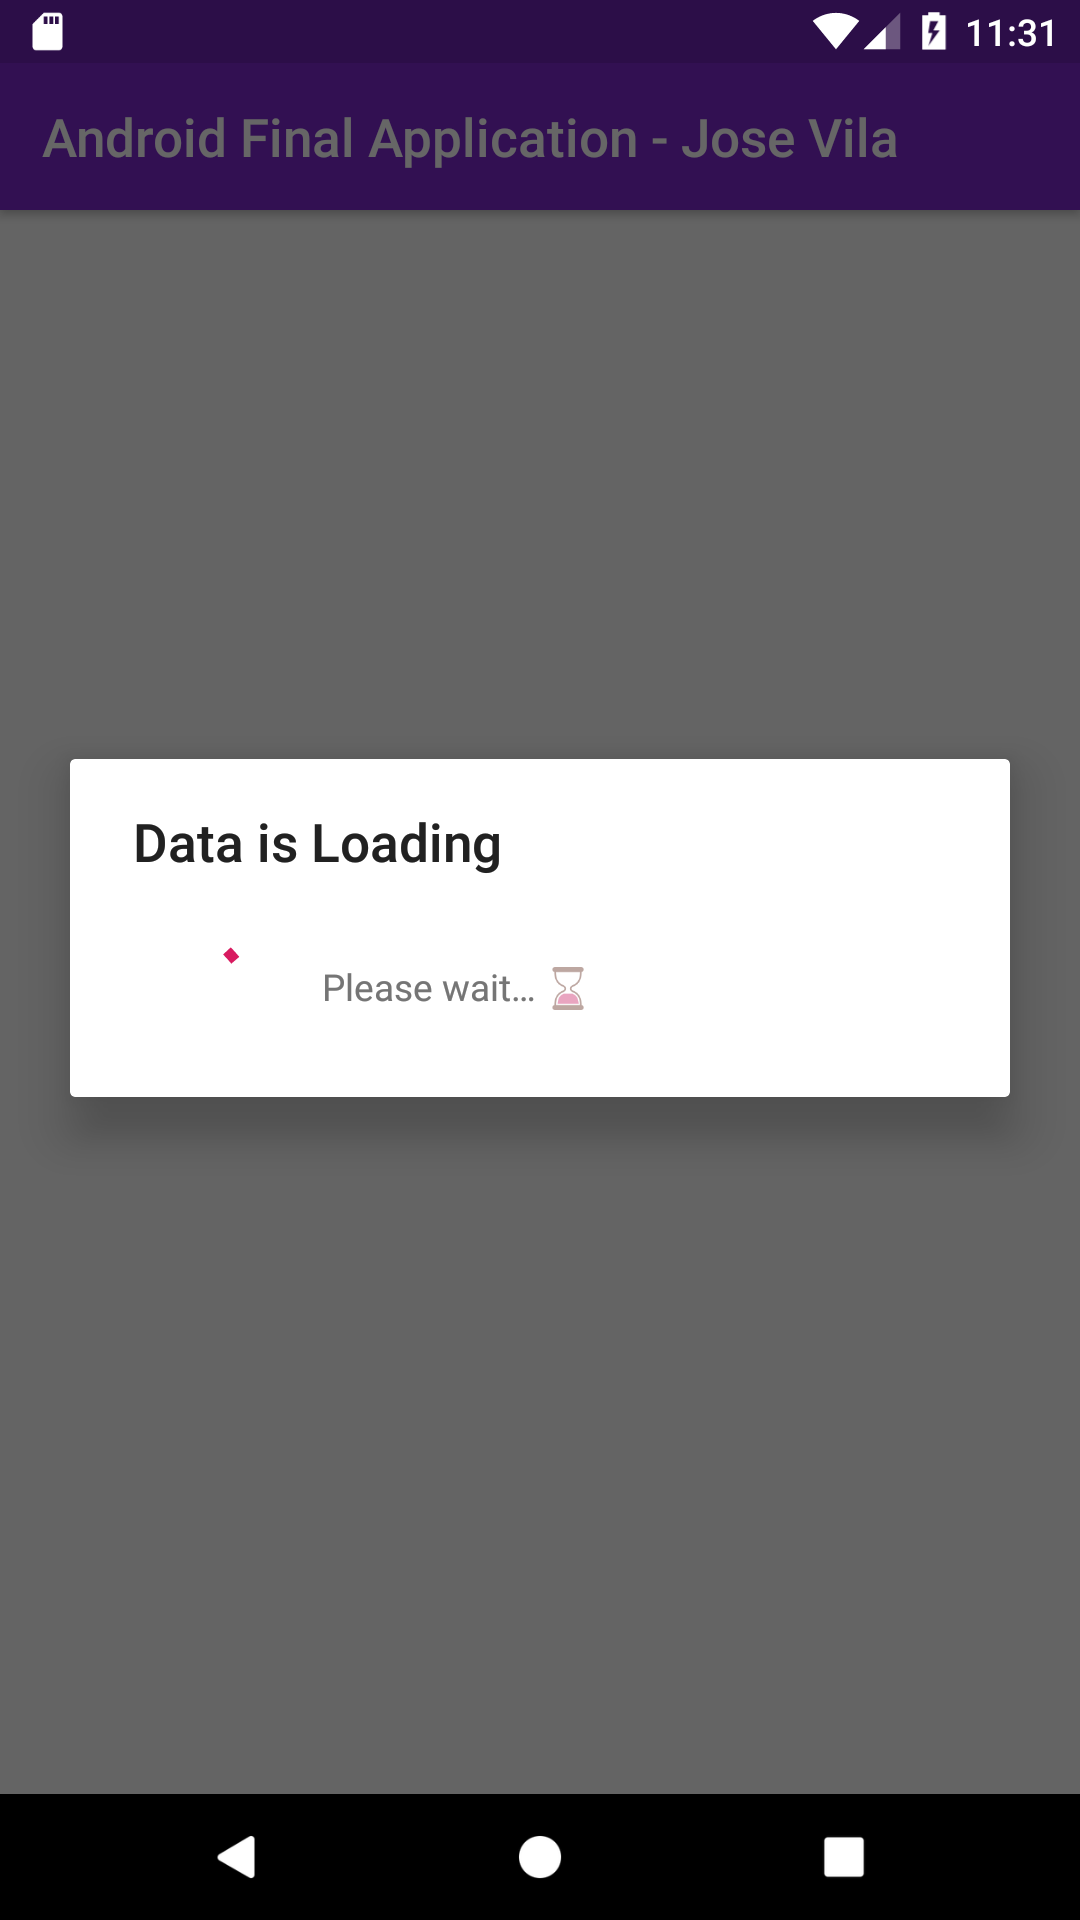 11:31
Android Final Application - Jose Vila
Data is Loading
Please wait... ⌛